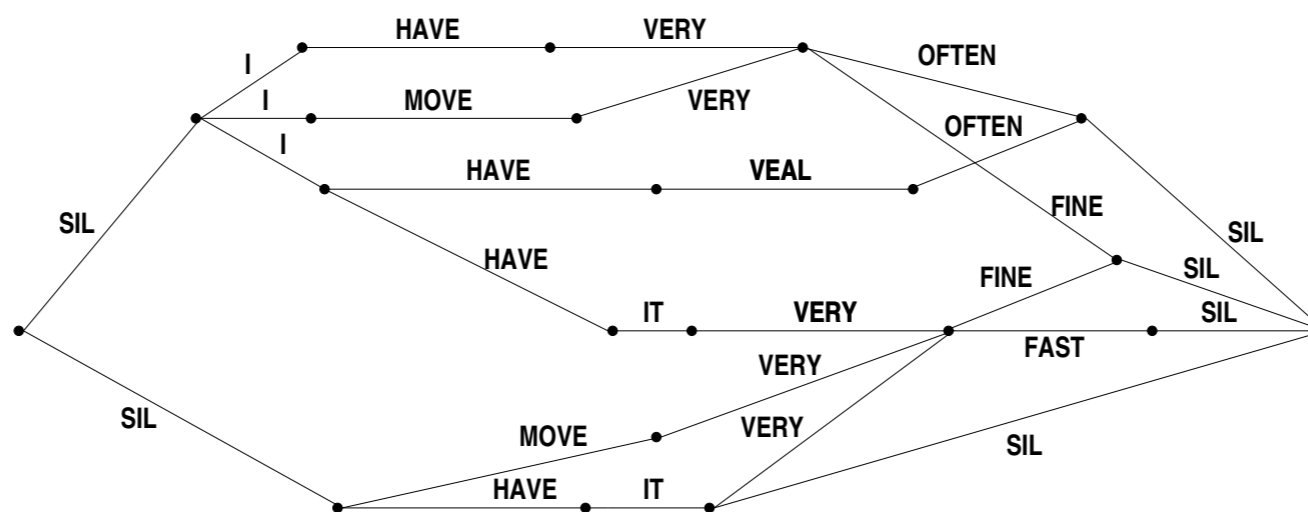 HAVE VERY
I OFTEN
I MOVE VERY
I OFTEN
HAVE VEAL
SIL HAVE FINE SIL
FINE SIL
IT VERY SIL
VERY FAST
SIL MOVE VERY SIL
HAVE IT